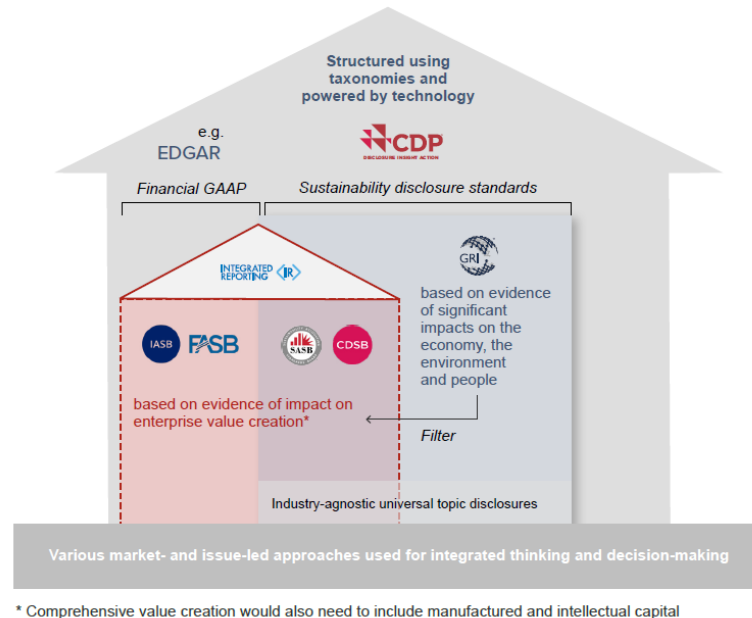 Structured using
taxonomies and
powered by technology
e.g.
EDGAR
CDP
DISCLOSURE INSIGHT ACTION
Financial GAAP
Sustainability disclosure standards
INTEGRATED
REPORTING
<IR>
GRI
based on evidence
of significant
impacts on the
economy, the
environment
and people
IASB
FASB
SASB
CDSB
based on evidence of impact on
enterprise value creation*
Filter
Industry-agnostic universal topic disclosures
Various market- and issue-led approaches used for integrated thinking and decision-making
* Comprehensive value creation would also need to include manufactured and intellectual capital